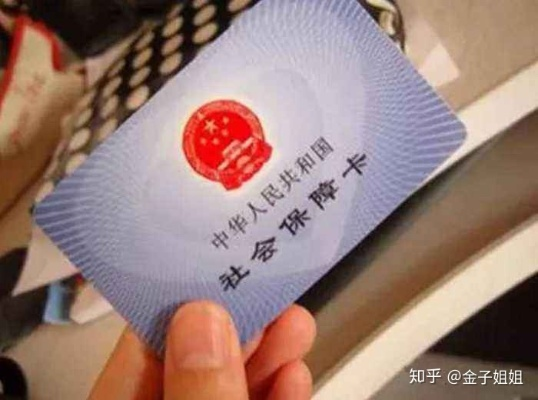 中华人民共和国
社会保障卡
知乎 @金子姐姐